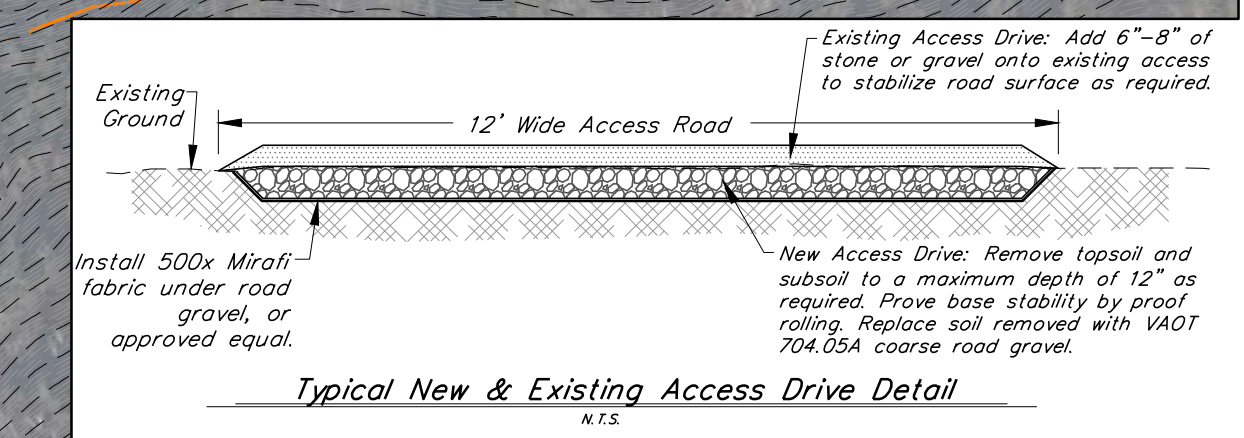 Existing Access Drive: Add 6"-8" of
stone or gravel onto existing access
to stabilize road surface as required.
Existing
Ground
12' Wide Access Road
Install 500x Mirafi
fabric under road
gravel, or
approved equal.
New Access Drive: Remove topsoil and
subsoil to a maximum depth of 12" as
required. Prove base stability by proof
rolling. Replace soil removed with VAOT
704.05A coarse road gravel.
Typical New & Existing Access Drive Detail
N.T.S.